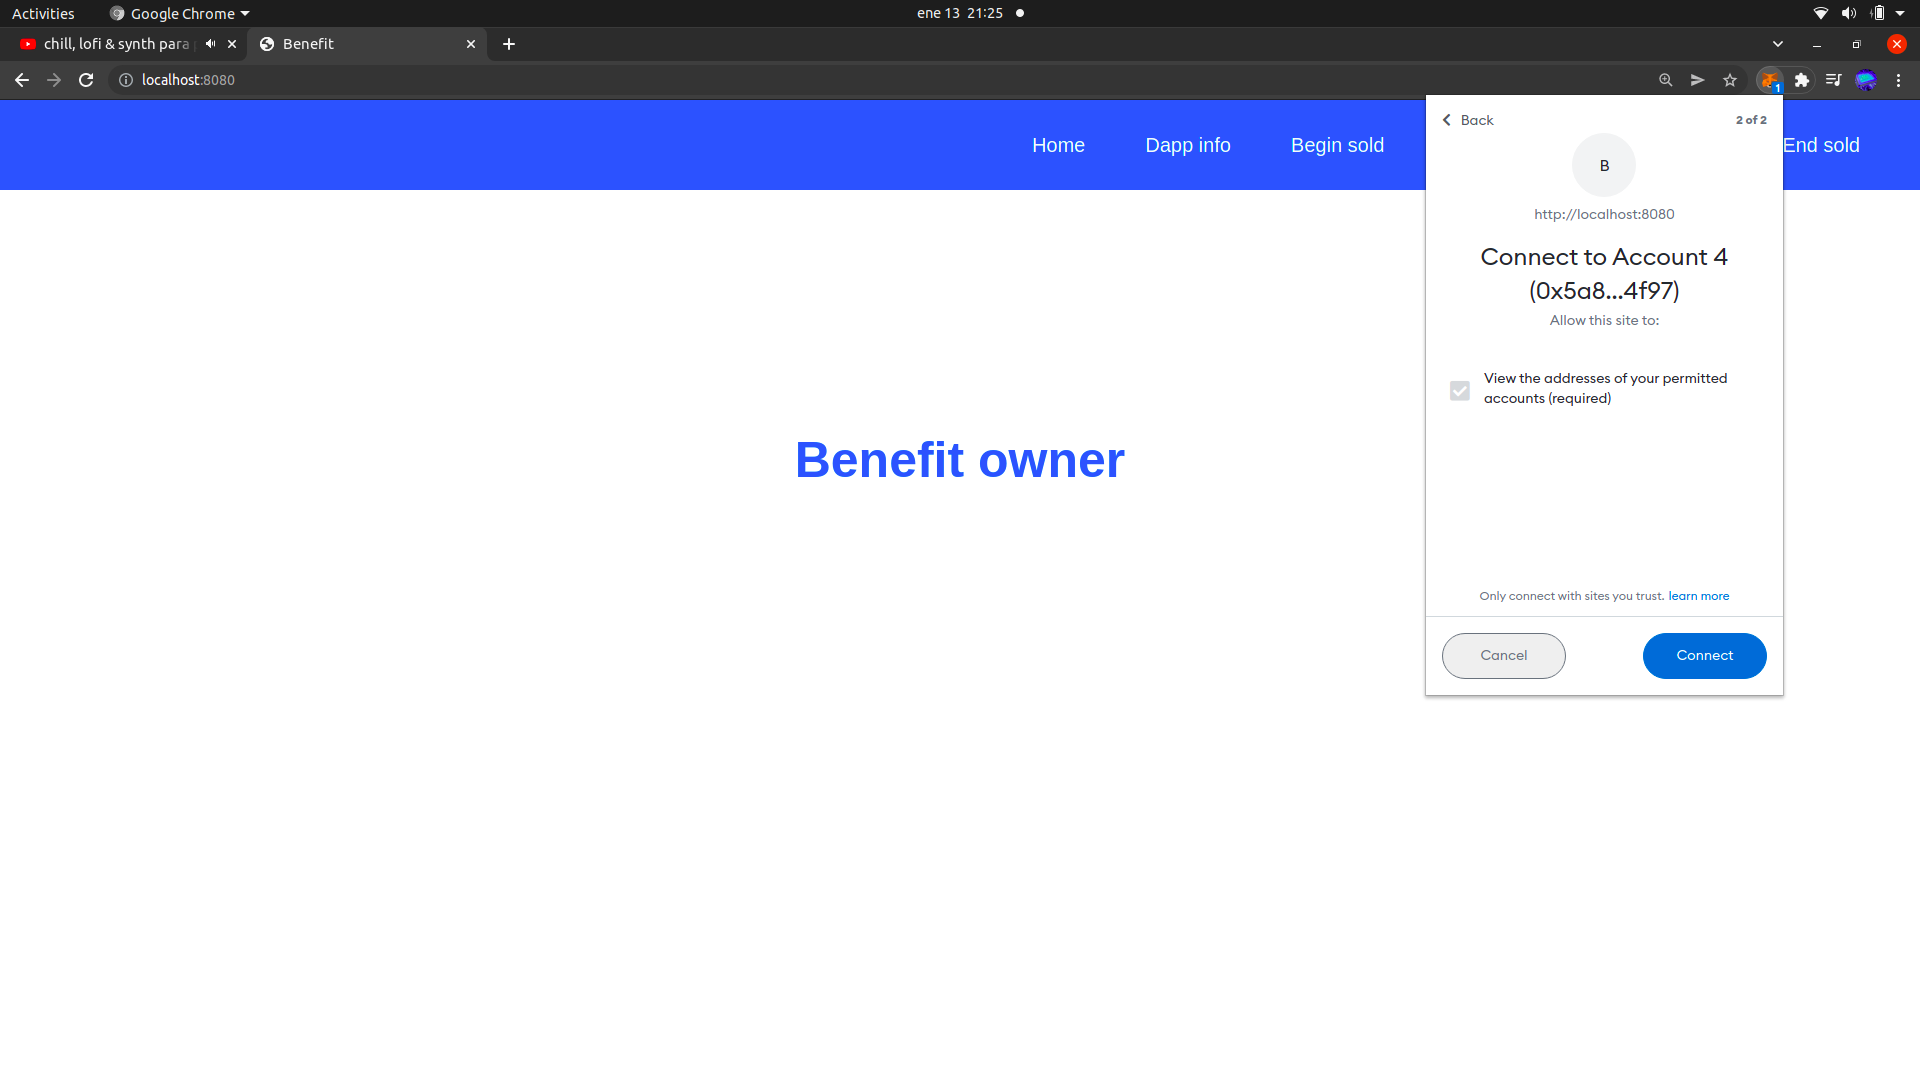 Activities
Google Chrome
ene 13 21:25
chill, lofi & synth para
Benefit
localhost:8080
1
Home
Dapp info
Begin sold
End sold
Back
2 of 2
B
http://localhost:8080
Connect to Account 4
(0x5a8...4f97)
Allow this site to:
View the addresses of your permitted
accounts (required)
Benefit owner
Only connect with sites you trust. learn more
Cancel
Connect